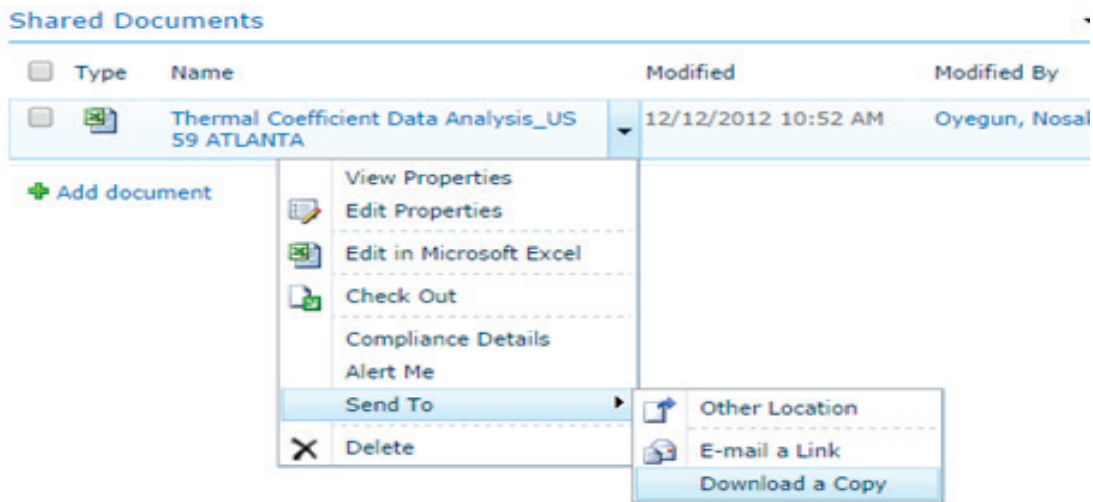 Shared Documents
Type Name Modified Modified By
Thermal Coefficient Data Analysis_US 12/12/2012 10:52 AM Oyegun, Nosa
59 ATLANTA
Add document
View Properties
Edit Properties
Edit in Microsoft Excel
Check Out
Compliance Details
Alert Me
Send To
Delete
Other Location
E-mail a Link
Download a Copy